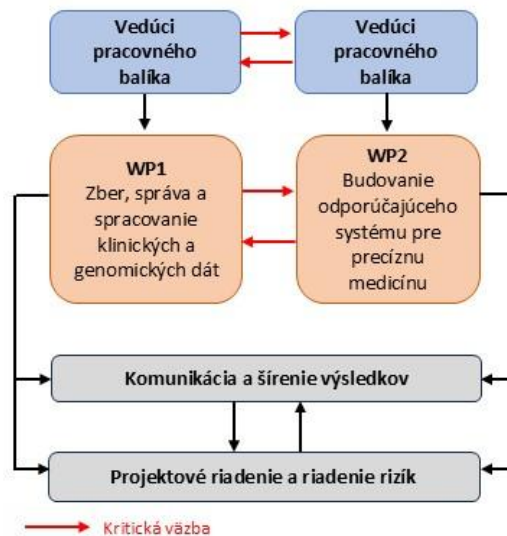 Vedúci
pracovného
balíka
Vedúci
pracovného
balíka
WP1
Zber, správa a
spracovanie
klinických a
genomických dát
WP2
Budovanie
odporúčajúceho
systému pre
precíznu
medicínu
Komunikácia a šírenie výsledkov
Projektové riadenie a riadenie rizík
Kritická väzba